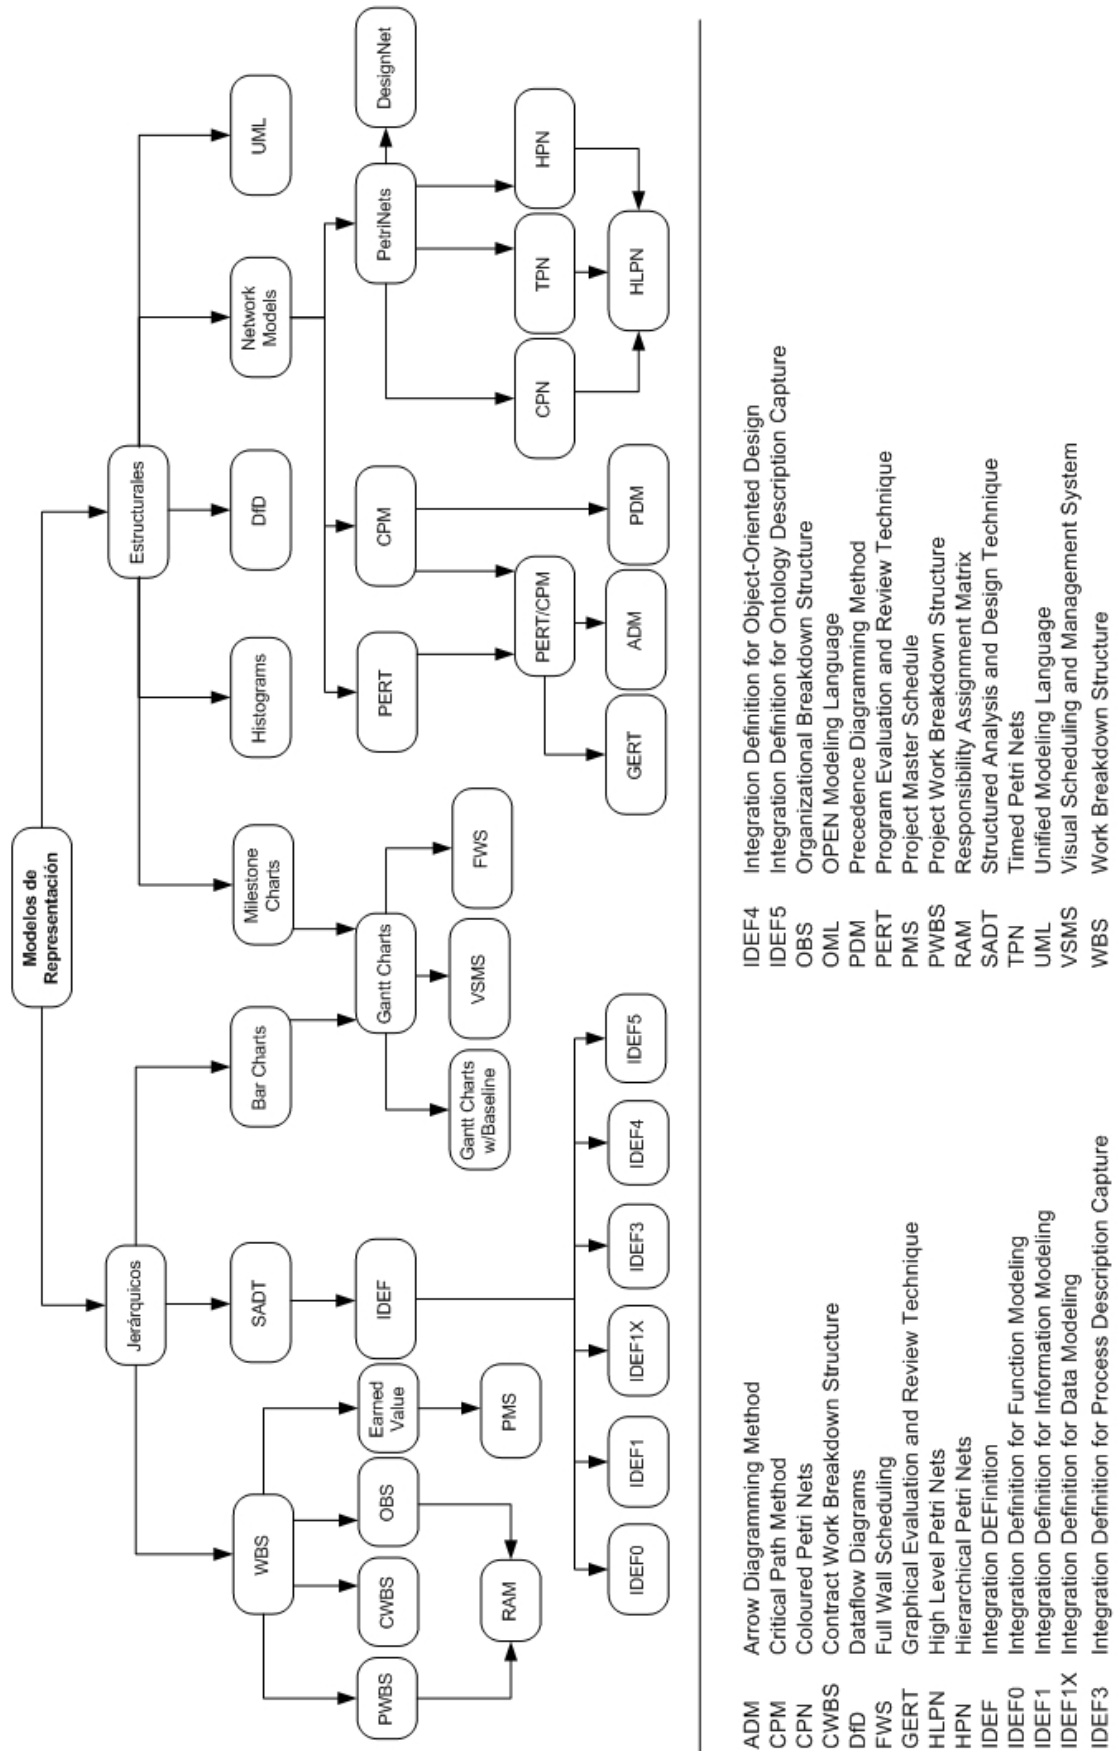 Modelos de
Representación
Jerárquicos
Estructurales
WBS
SADT
Bar Charts
Milestone
Charts
Histograms
DfD
Network
Models
UML
PWBS
CWBS
OBS
Earned
Value
IDEF
Gantt Charts
PERT
CPM
PetriNets
DesignNet
RAM
PMS
Gantt Charts
w/Baseline
VSMS
FWS
PERT/CPM
CPN
TPN
HPN
IDEF0
IDEF1
IDEF1X
IDEF3
IDEF4
IDEF5
GERT
ADM
PDM
HLPN
ADM Arrow Diagramming Method
CPM Critical Path Method
CPN Coloured Petri Nets
CWBS Contract Work Breakdown Structure
DfD Dataflow Diagrams
FWS Full Wall Scheduling
GERT Graphical Evaluation and Review Technique
HLPN High Level Petri Nets
HPN Hierarchical Petri Nets
IDEF Integration DEFinition
IDEF0 Integration Definition for Function Modeling
IDEF1 Integration Definition for Information Modeling
IDEF1X Integration Definition for Data Modeling
IDEF3 Integration Definition for Process Description Capture
IDEF4 Integration Definition for Object-Oriented Design
IDEF5 Integration Definition for Ontology Description Capture
OBS Organizational Breakdown Structure
OML OPEN Modeling Language
PDM Precedence Diagramming Method
PERT Program Evaluation and Review Technique
PMS Project Master Schedule
PWBS Project Work Breakdown Structure
RAM Responsibility Assignment Matrix
SADT Structured Analysis and Design Technique
TPN Timed Petri Nets
UML Unified Modeling Language
VSMS Visual Scheduling and Management System
WBS Work Breakdown Structure